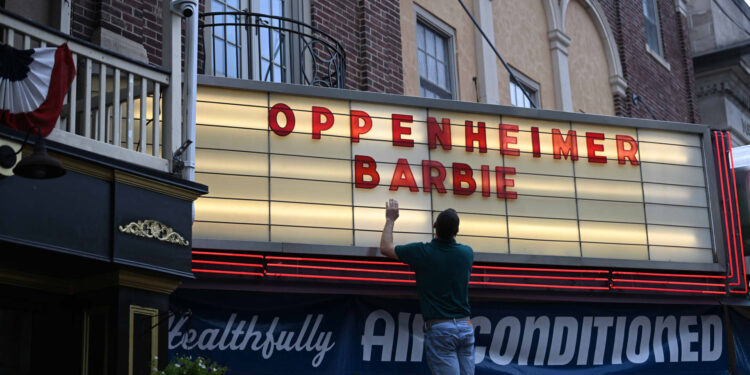 OPPENHEIMER
BARBIE
Healthfully AIR CONDITIONED